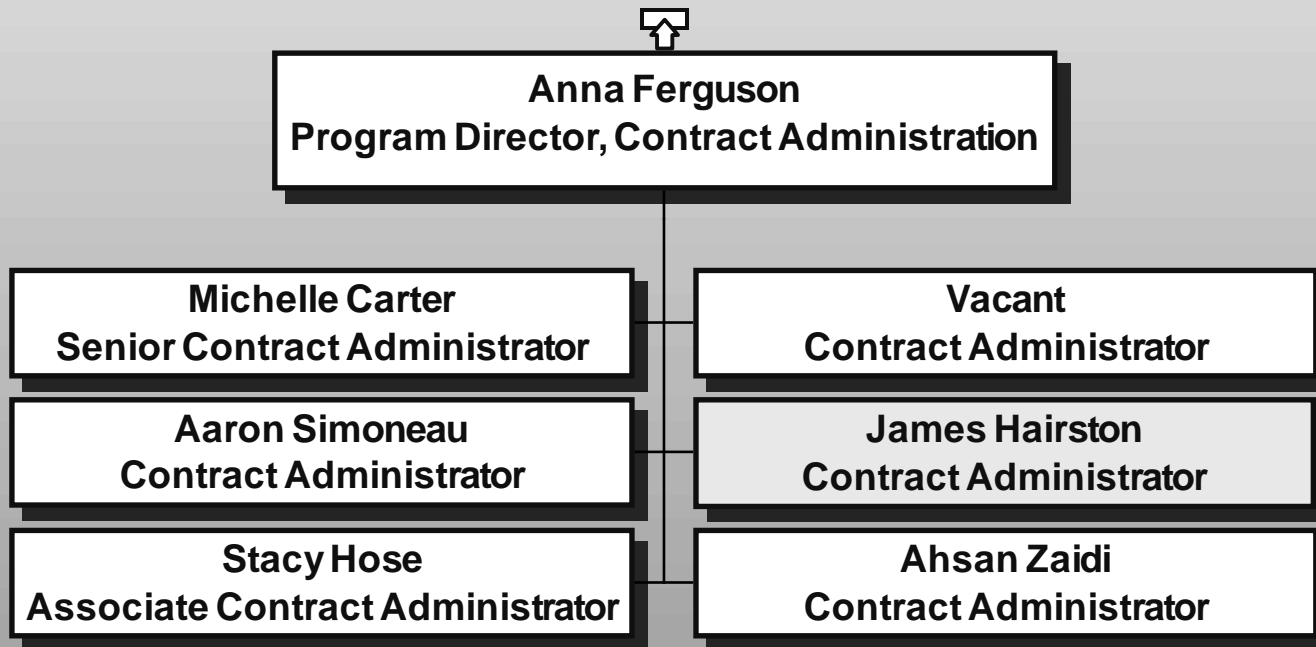 Anna Ferguson
Program Director, Contract Administration
Michelle Carter
Senior Contract Administrator
Vacant
Contract Administrator
Aaron Simoneau
Contract Administrator
James Hairston
Contract Administrator
Stacy Hose
Associate Contract Administrator
Ahsan Zaidi
Contract Administrator